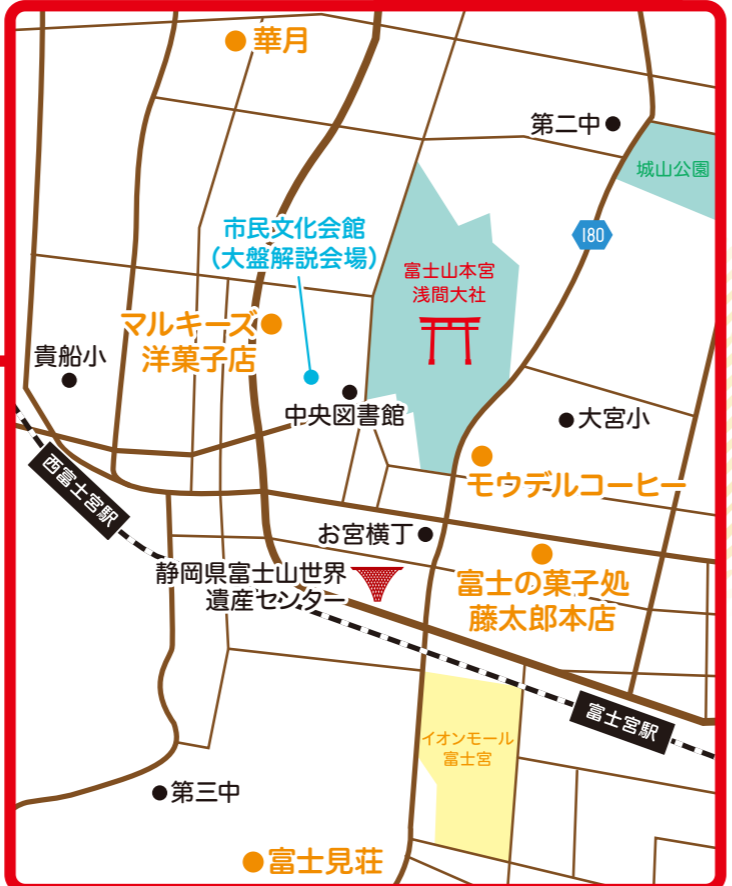 華月
第二中
城山公園
180
市民文化会館
（大盤解説会場）
富士山本宮
浅間大社
マルキーズ
洋菓子店
貴船小
中央図書館
大宮小
西富士宮駅
モウデルコーヒー
お宮横丁
静岡県富士山世界
遺産センター
富士の菓子処
藤太郎本店
富士宮駅
イオンモール
富士宮
第三中
富士見荘